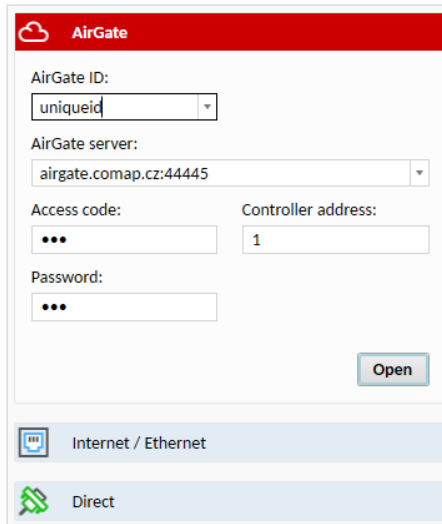 AirGate
AirGate ID:
uniqueid
AirGate server:
airgate.comap.cz:44445
Access code: Controller address:
●●● 1
Password:
●●●
Open
Internet / Ethernet
Direct